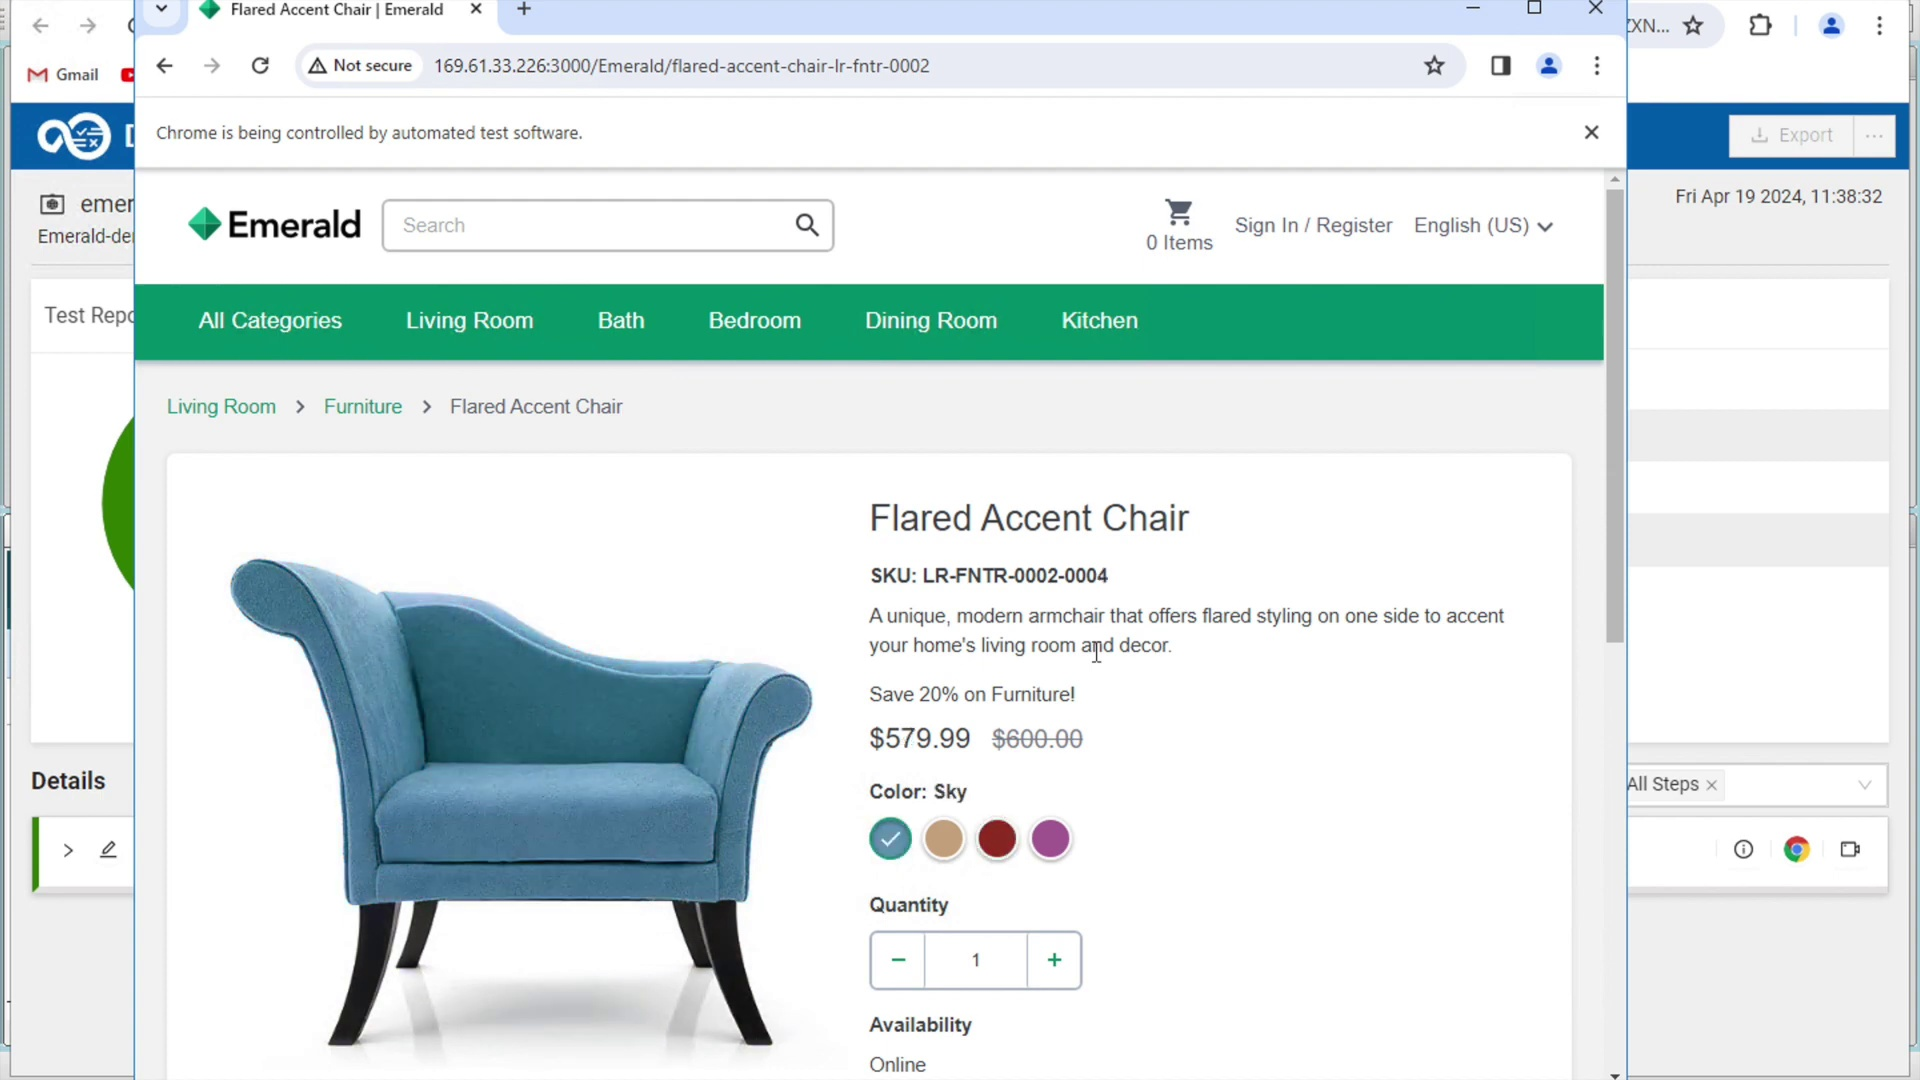 Flared Accent Chair | Emerald
Not secure
169.61.33.226:3000/Emerald/flared-accent-chair-lr-fntr-0002
ZXN...
Gmail
Chrome is being controlled by automated test software.
Export
Fri Apr 19 2024, 11:38:32
Emerald
Search
0 Items
Sign In / Register
English (US)
All Categories
Living Room
Bath
Bedroom
Dining Room
Kitchen
Living Room > Furniture > Flared Accent Chair
Flared Accent Chair
SKU: LR-FNTR-0002-0004
A unique, modern armchair that offers flared styling on one side to accent
your home's living room and decor.
Save 20% on Furniture!
$579.99 $600.00
Color: Sky
Quantity
1
Availability
Online
emer
Emerald-de
Test Repo
Details
All Steps